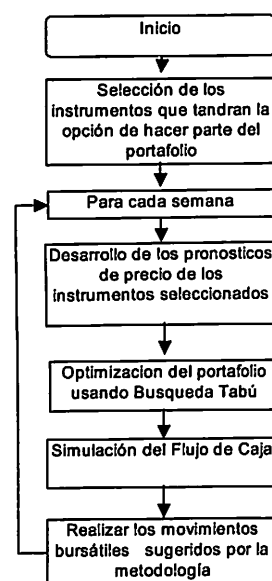 Inicio
Selección de los
instrumentos que tandran la
opción de hacer parte del
portafolio
Para cada semana
Desarrollo de los pronosticos
de precio de los
instrumentos seleccionados
Optimizacion del portafolio
usando Busqueda Tabú
Simulación del Flujo de Caja
Realizar los movimientos
bursátiles sugeridos por la
metodología